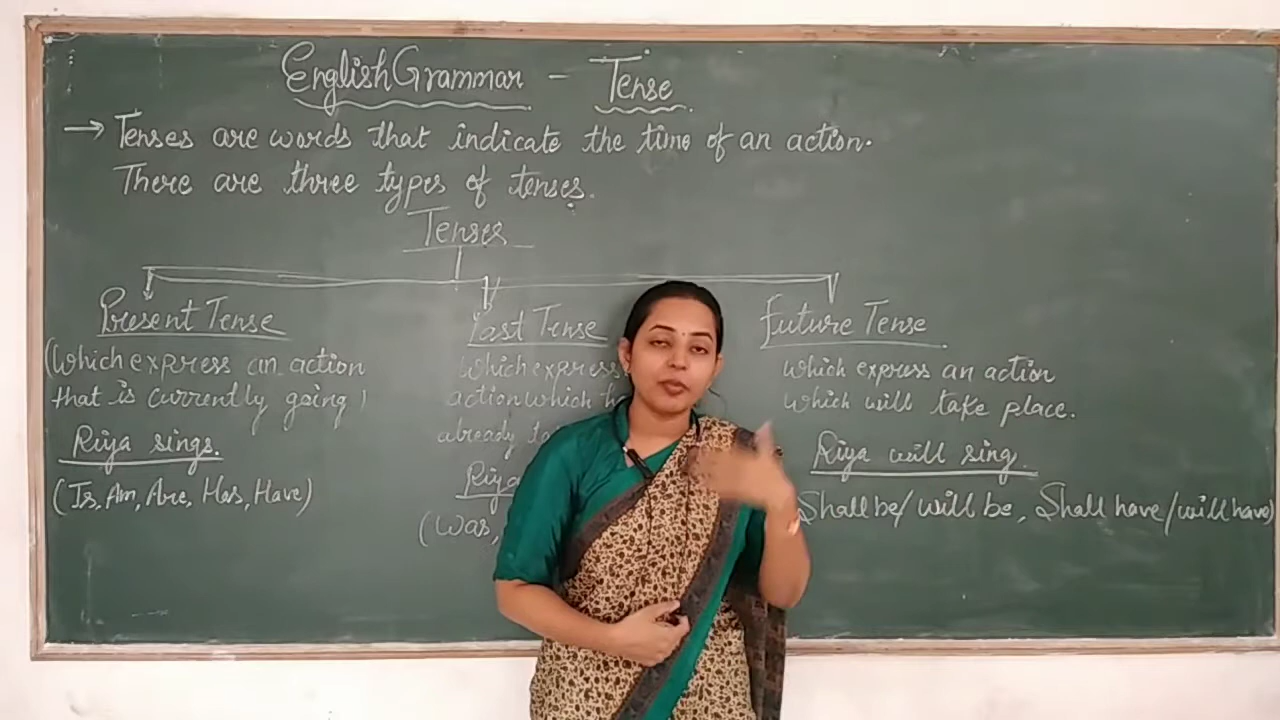 English Grammar - Tense
→ Tenses are words that indicate the time of an action.
There are three types of tenses.
Tenses
Present Tense
(Which express an action
that is currently going)
Riya sings.
(Is, Am, Are, Has, Have)
Past Tense
Which express
action which
already
Riya
(Was,
Future Tense
which express an action
which will take place.
Riya will sing.
Shall be/will be, Shall have/will have)